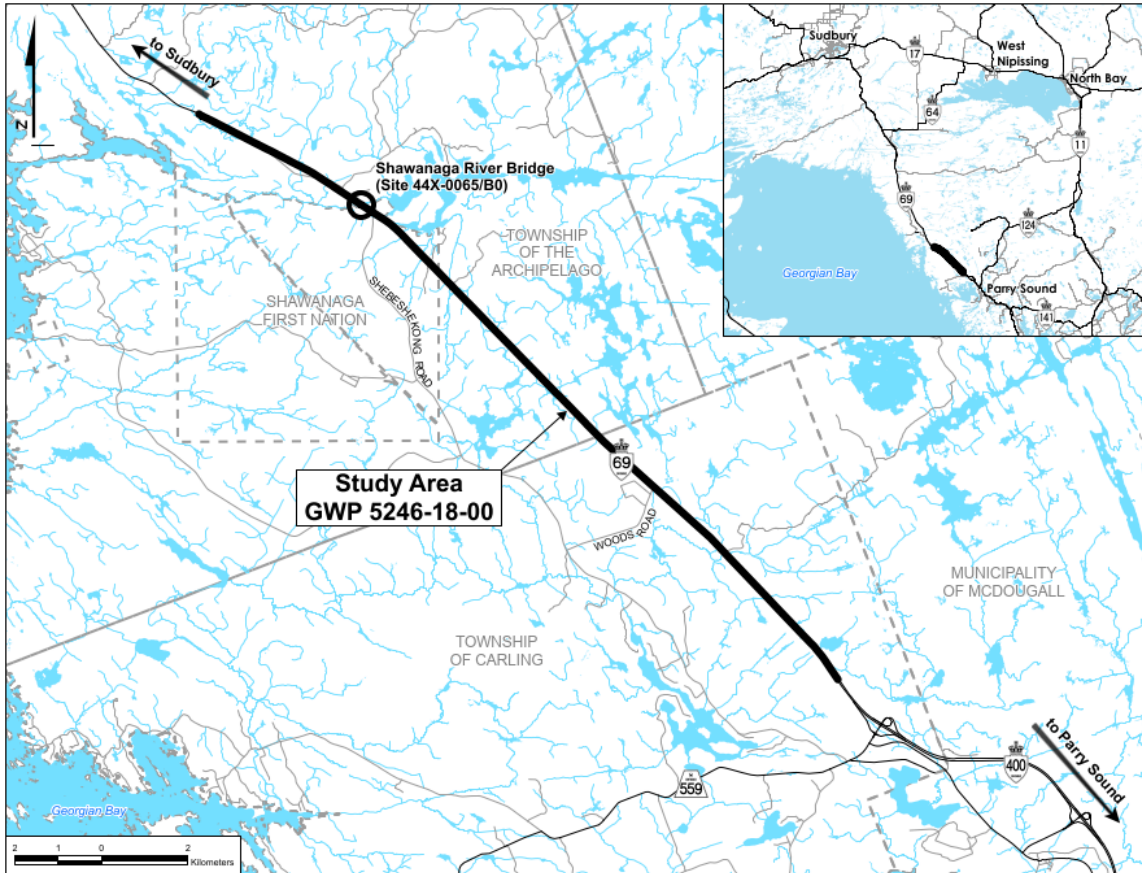 to Sudbury
N
Shawanaga River Bridge
(Site 44X-0065/B0)
TOWNSHIP
OF THE
ARCHIPELAGO
SHAWANAGA
FIRST NATION
SHEBESHEKONG ROAD
Study Area
GWP 5246-18-00
69
WOODS ROAD
MUNICIPALITY
OF MCDOUGALL
TOWNSHIP
OF CARLING
to Parry Sound
400
559
Georgian Bay
2 1 0 2
Kilometers
Sudbury
17
West
Nipissing
North Bay
64
11
69
124
Georgian Bay
Parry Sound
141